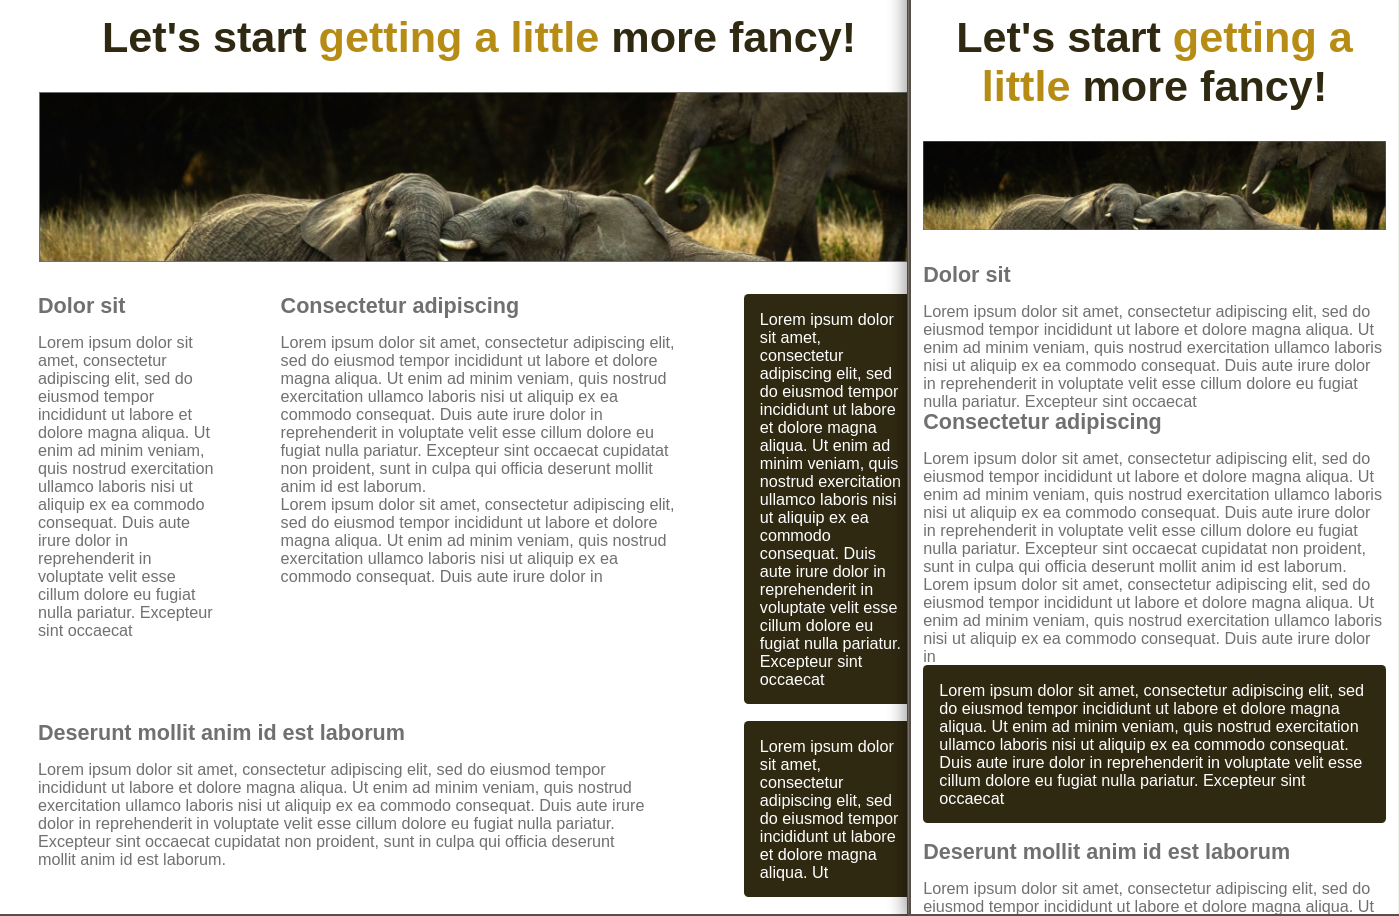 Let's start getting a little more fancy!
Dolor sit
Lorem ipsum dolor sit
amet, consectetur
adipiscing elit, sed do
eiusmod tempor
incididunt ut labore et
dolore magna aliqua. Ut
enim ad minim veniam,
quis nostrud exercitation
ullamco laboris nisi ut
aliquip ex ea commodo
consequat. Duis aute
irure dolor in
reprehenderit in
voluptate velit esse
cillum dolore eu fugiat
nulla pariatur. Excepteur
sint occaecat
Consectetur adipiscing
Lorem ipsum dolor sit amet, consectetur adipiscing elit,
sed do eiusmod tempor incididunt ut labore et dolore
magna aliqua. Ut enim ad minim veniam, quis nostrud
exercitation ullamco laboris nisi ut aliquip ex ea
commodo consequat. Duis aute irure dolor in
reprehenderit in voluptate velit esse cillum dolore eu
fugiat nulla pariatur. Excepteur sint occaecat cupidatat
non proident, sunt in culpa qui officia deserunt mollit
anim id est laborum.
Lorem ipsum dolor sit amet, consectetur adipiscing elit,
sed do eiusmod tempor incididunt ut labore et dolore
magna aliqua. Ut enim ad minim veniam, quis nostrud
exercitation ullamco laboris nisi ut aliquip ex ea
commodo consequat. Duis aute irure dolor in
Lorem ipsum dolor
sit amet,
consectetur
adipiscing elit, sed
do eiusmod tempor
incididunt ut labore
et dolore magna
aliqua. Ut enim ad
minim veniam, quis
nostrud exercitation
ullamco laboris nisi
ut aliquip ex ea
commodo
consequat. Duis
aute irure dolor in
reprehenderit in
voluptate velit esse
cillum dolore eu
fugiat nulla pariatur.
Excepteur sint
occaecat
Deserunt mollit anim id est laborum
Lorem ipsum dolor sit amet, consectetur adipiscing elit, sed do eiusmod tempor
incididunt ut labore et dolore magna aliqua. Ut enim ad minim veniam, quis nostrud
exercitation ullamco laboris nisi ut aliquip ex ea commodo consequat. Duis aute irure
dolor in reprehenderit in voluptate velit esse cillum dolore eu fugiat nulla pariatur.
Excepteur sint occaecat cupidatat non proident, sunt in culpa qui officia deserunt
mollit anim id est laborum.
Lorem ipsum dolor
sit amet,
consectetur
adipiscing elit, sed
do eiusmod tempor
incididunt ut labore
et dolore magna
aliqua. Ut
Let's start getting a
little more fancy!
Dolor sit
Lorem ipsum dolor sit amet, consectetur adipiscing elit, sed do
eiusmod tempor incididunt ut labore et dolore magna aliqua. Ut
enim ad minim veniam, quis nostrud exercitation ullamco laboris
nisi ut aliquip ex ea commodo consequat. Duis aute irure dolor
in reprehenderit in voluptate velit esse cillum dolore eu fugiat
nulla pariatur. Excepteur sint occaecat
Consectetur adipiscing
Lorem ipsum dolor sit amet, consectetur adipiscing elit, sed do
eiusmod tempor incididunt ut labore et dolore magna aliqua. Ut
enim ad minim veniam, quis nostrud exercitation ullamco laboris
nisi ut aliquip ex ea commodo consequat. Duis aute irure dolor
in reprehenderit in voluptate velit esse cillum dolore eu fugiat
nulla pariatur. Excepteur sint occaecat cupidatat non proident,
sunt in culpa qui officia deserunt mollit anim id est laborum.
Lorem ipsum dolor sit amet, consectetur adipiscing elit, sed do
eiusmod tempor incididunt ut labore et dolore magna aliqua. Ut
enim ad minim veniam, quis nostrud exercitation ullamco laboris
nisi ut aliquip ex ea commodo consequat. Duis aute irure dolor
in
Lorem ipsum dolor sit amet, consectetur adipiscing elit, sed
do eiusmod tempor incididunt ut labore et dolore magna
aliqua. Ut enim ad minim veniam, quis nostrud exercitation
ullamco laboris nisi ut aliquip ex ea commodo consequat.
Duis aute irure dolor in reprehenderit in voluptate velit esse
cillum dolore eu fugiat nulla pariatur. Excepteur sint
occaecat
Deserunt mollit anim id est laborum
Lorem ipsum dolor sit amet, consectetur adipiscing elit, sed do
eiusmod tempor incididunt ut labore et dolore magna aliqua. Ut